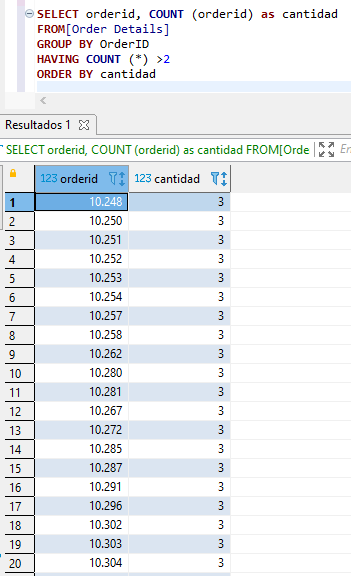 SELECT orderid, COUNT (orderid) as cantidad
FROM[Order Details]
GROUP BY OrderID
HAVING COUNT (*) >2
ORDER BY cantidad
Resultados 1
SELECT orderid, COUNT (orderid) as cantidad FROM[Orde
123 orderid 123 cantidad
1 10.248 3
2 10.250 3
3 10.251 3
4 10.252 3
5 10.253 3
6 10.254 3
7 10.257 3
8 10.258 3
9 10.262 3
10 10.280 3
11 10.281 3
12 10.267 3
13 10.272 3
14 10.285 3
15 10.287 3
16 10.291 3
17 10.296 3
18 10.302 3
19 10.303 3
20 10.304 3